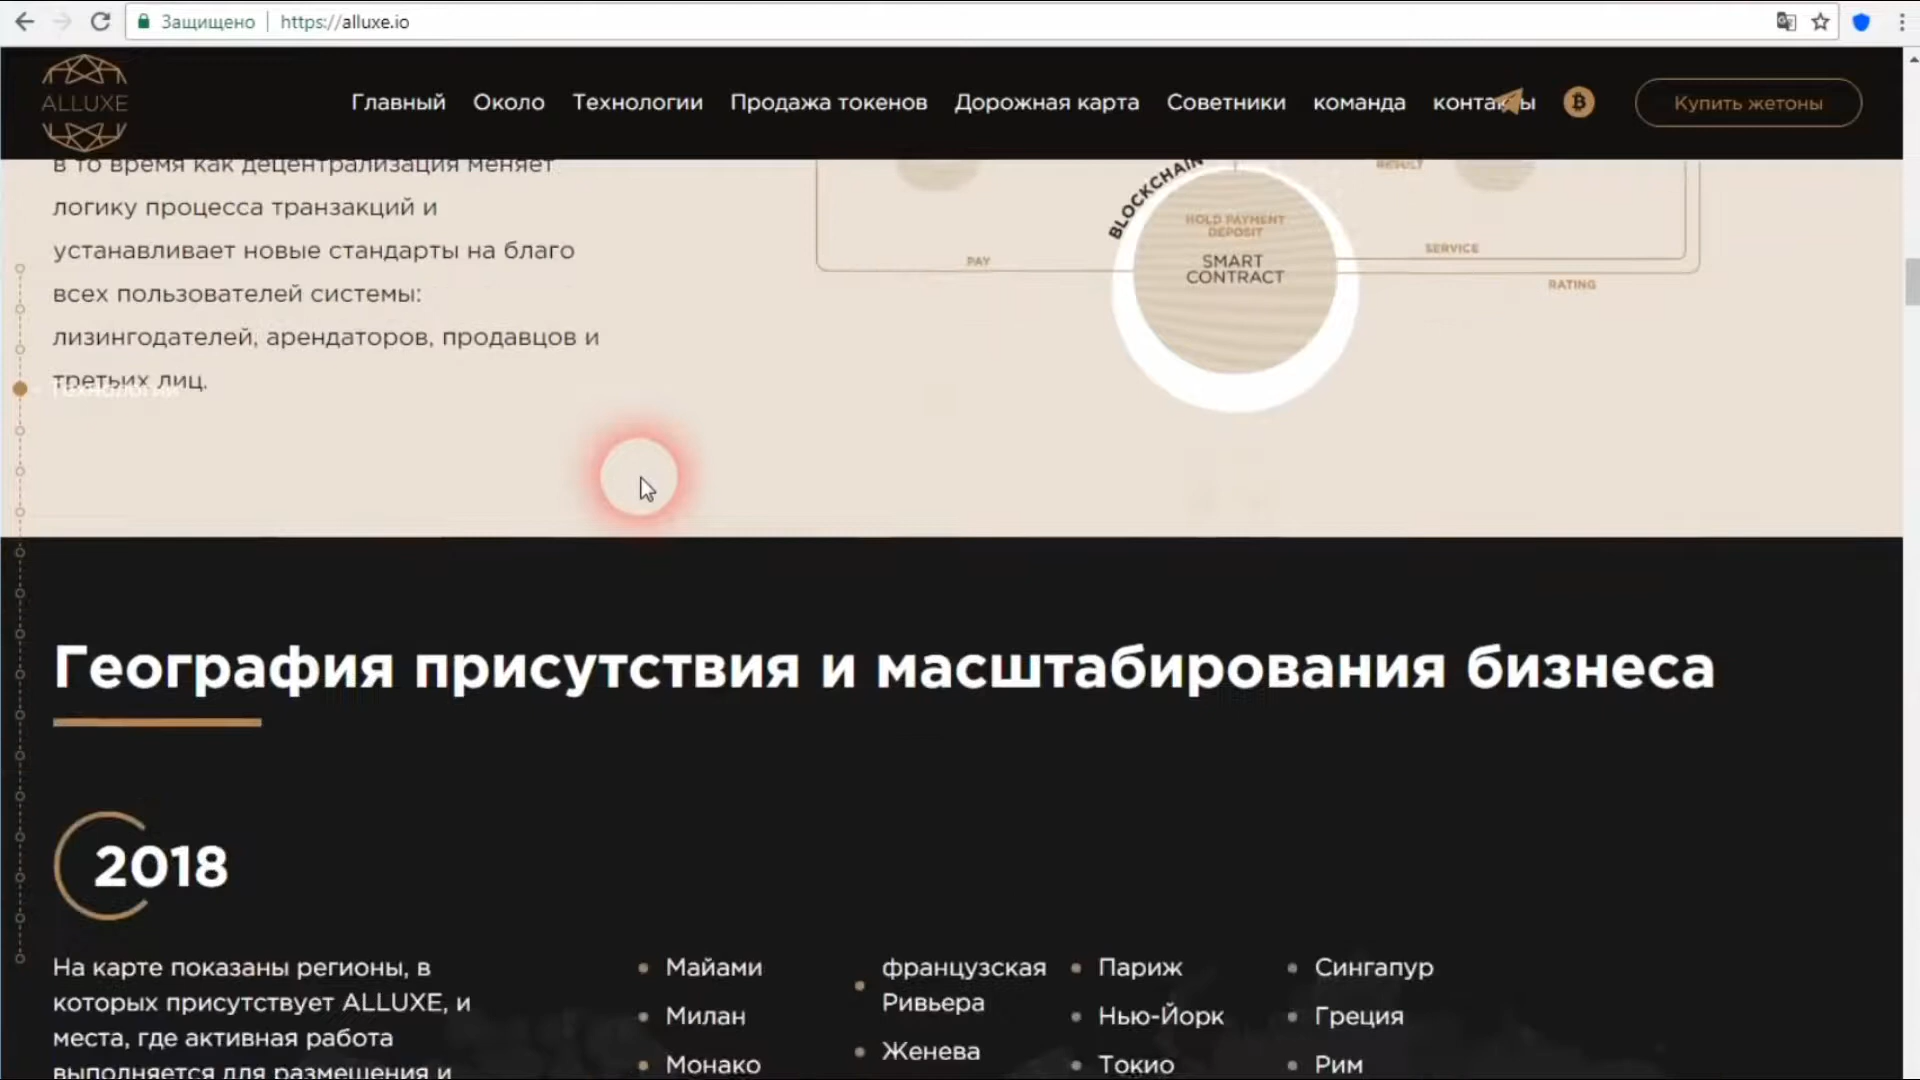 Защищено
https://alluxe.io
ALLUXE
Главный Около Технологии Продажа токенов Дорожная карта Советники команда контакты
Купить жетоны
в то время как децентрализация меняет
логику процесса транзакций и
устанавливает новые стандарты на благо
всех пользователей системы:
лизингодателей, арендаторов, продавцов и
третьих лиц.
Технологии
BLOCKCHAIN
RESULT
HOLD PAYMENT
DEPOSIT
SMART
CONTRACT
PAY
SERVICE
RATING
География присутствия и масштабирования бизнеса
2018
На карте показаны регионы, в
которых присутствует ALLUXE, и
места, где активная работа
выполняется для размещения и
Майами
Милан
Монако
французская
Ривьера
Женева
Париж
Нью-Йорк
Токио
Сингапур
Греция
Рим